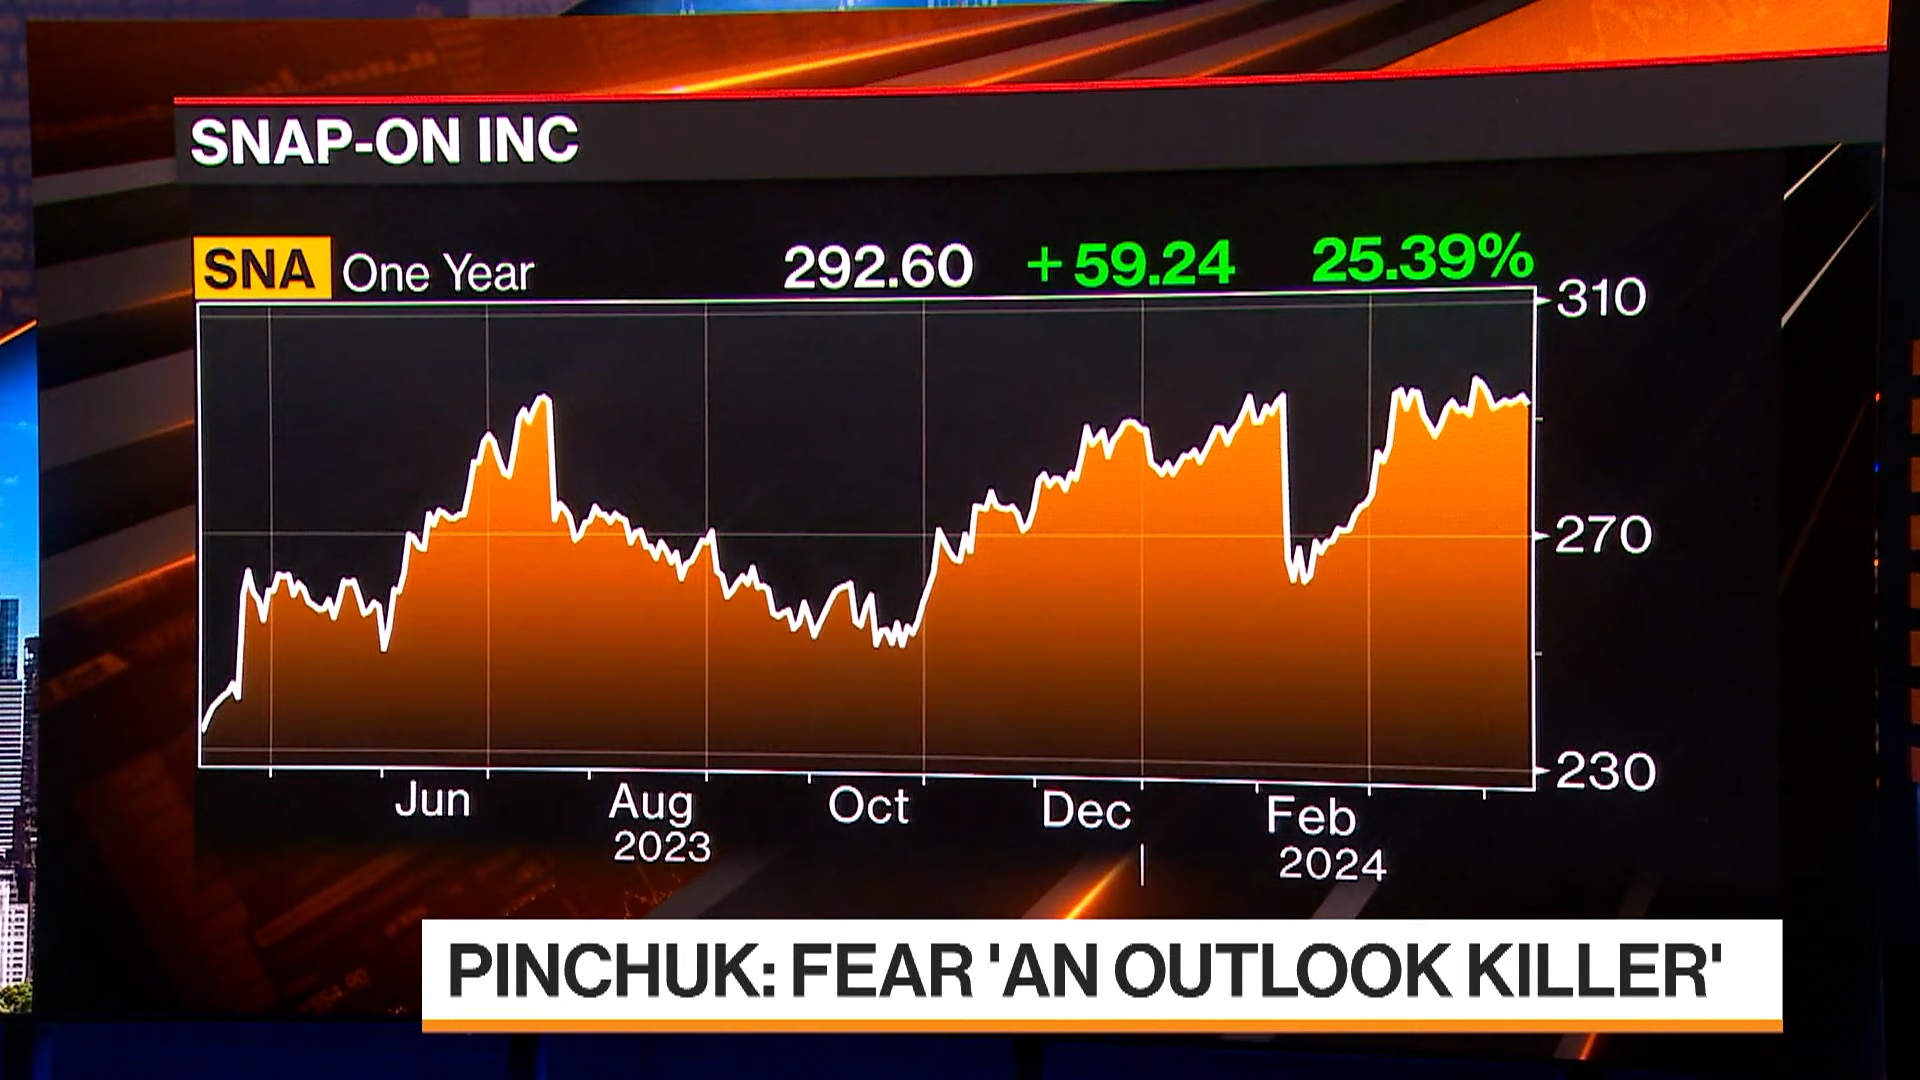 SNAP-ON INC
SNA One Year 292.60 +59.24 25.39%
310
270
230
Jun Aug Oct Dec Feb
2023 2024
PINCHUK: FEAR 'AN OUTLOOK KILLER'